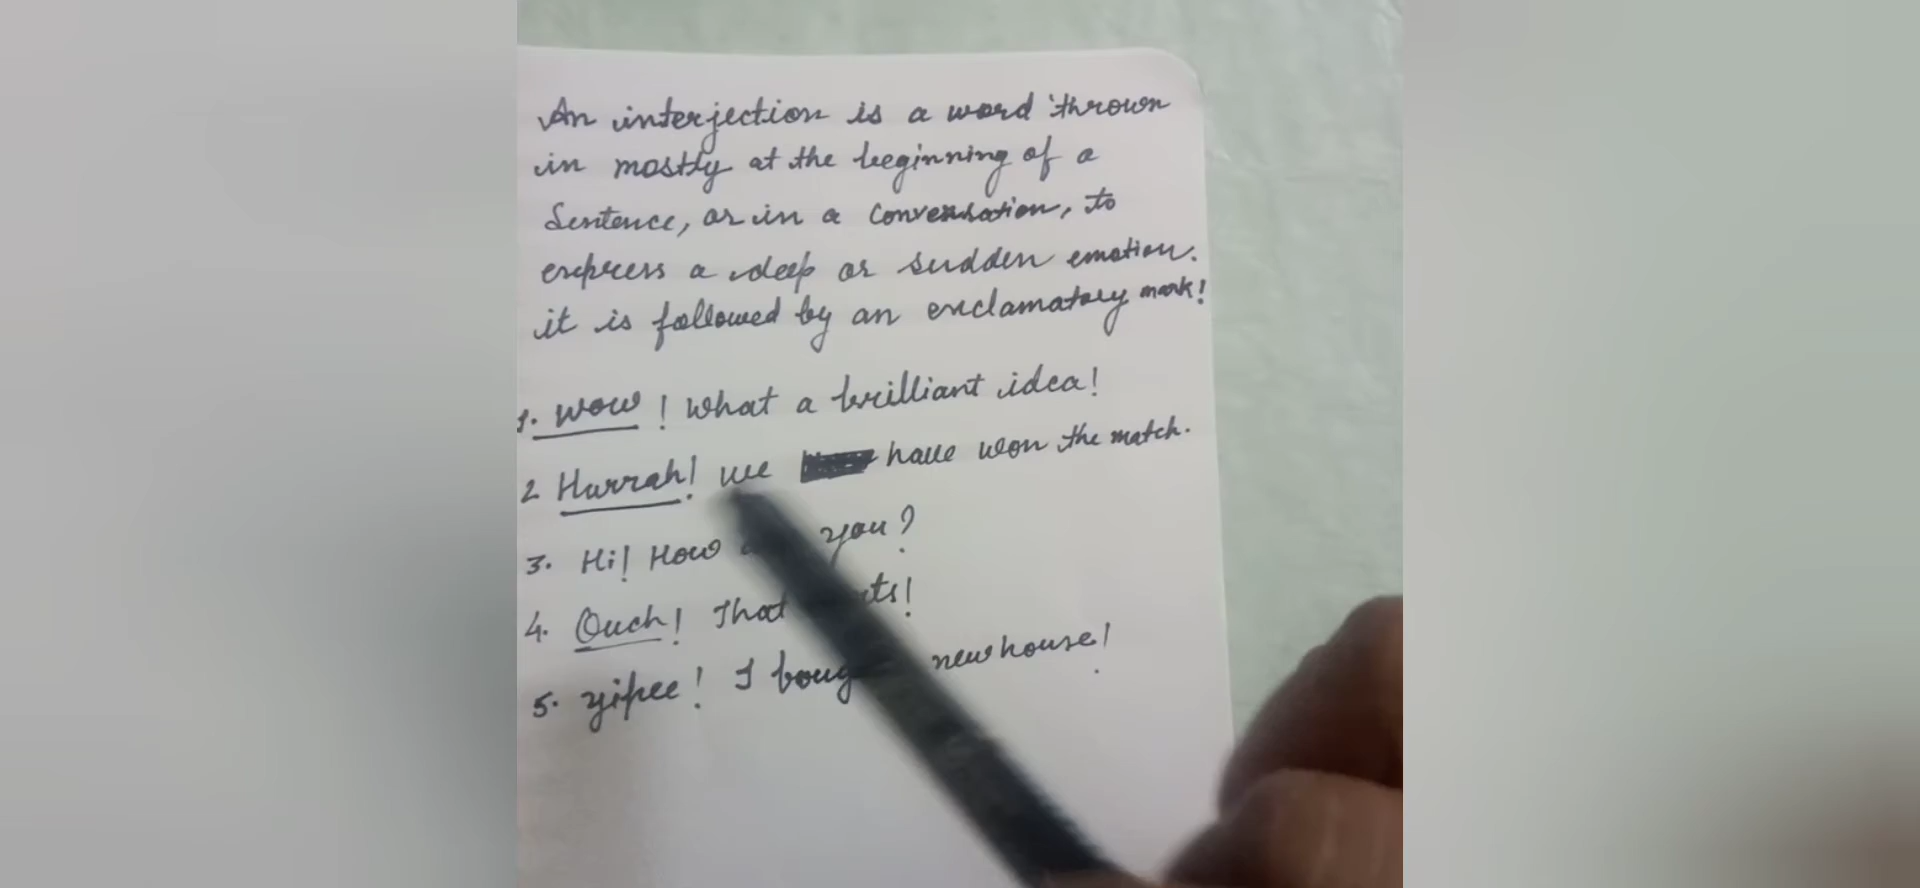 An interjection is a word thrown
in mostly at the beginning of a
Sentence, or in a conversation, to
express a deep or sudden emotion.
it is followed by an exclamatory mark!
1. Wow! What a brilliant idea!
2 Hurrah! we have won the match.
3. Hi! How you?
4. Ouch! That
5. yipee! I new house!